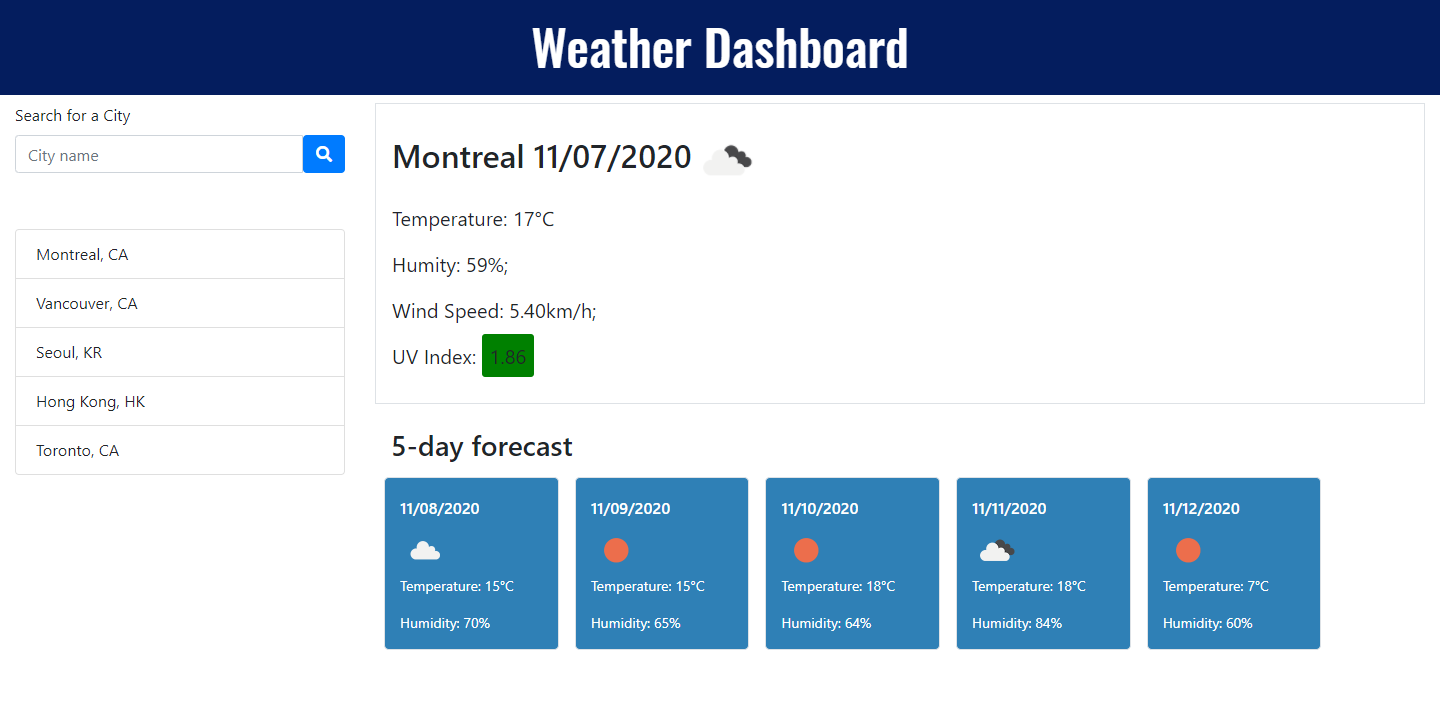 Weather Dashboard
Search for a City
City name
Montreal, CA
Vancouver, CA
Seoul, KR
Hong Kong, HK
Toronto, CA
Montreal 11/07/2020
Temperature: 17°C
Humity: 59%;
Wind Speed: 5.40km/h;
UV Index: 1.86
5-day forecast
11/08/2020
Temperature: 15°C
Humidity: 70%
11/09/2020
Temperature: 15°C
Humidity: 65%
11/10/2020
Temperature: 18°C
Humidity: 64%
11/11/2020
Temperature: 18°C
Humidity: 84%
11/12/2020
Temperature: 7°C
Humidity: 60%